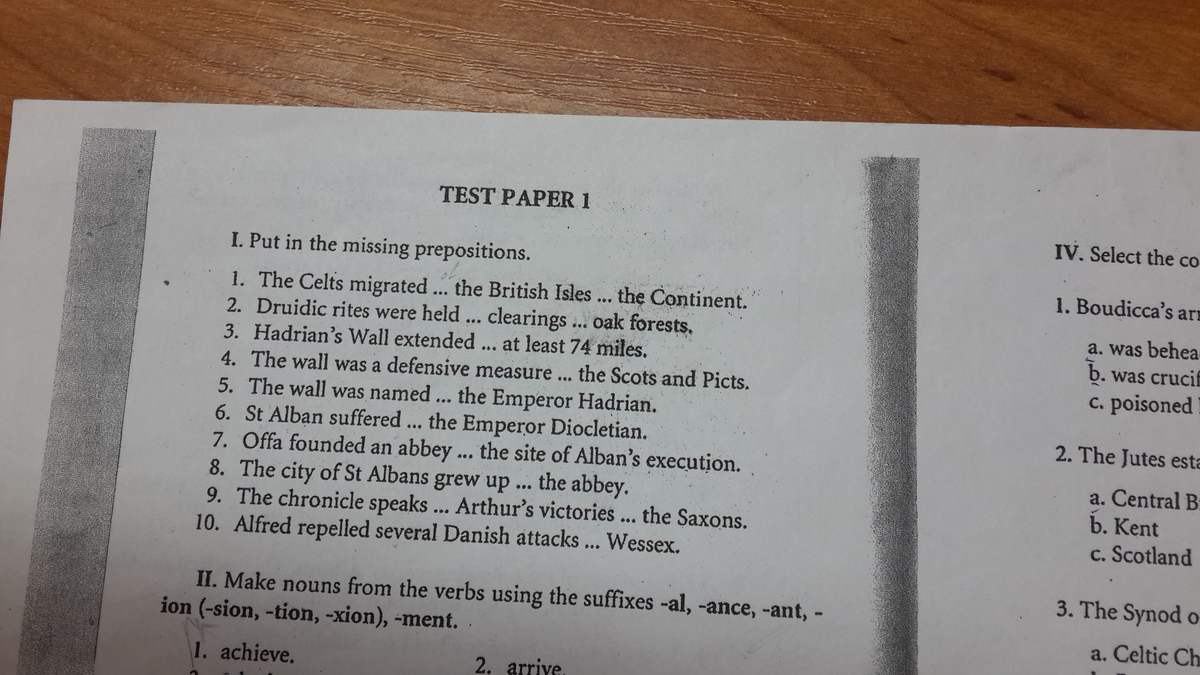 TEST PAPER 1
I. Put in the missing prepositions.
1. The Celts migrated ... the British Isles ... the Continent.
2. Druidic rites were held ... clearings ... oak forests.
3. Hadrian's Wall extended ... at least 74 miles.
4. The wall was a defensive measure ... the Scots and Picts.
5. The wall was named ... the Emperor Hadrian.
6. St Alban suffered ... the Emperor Diocletian.
7. Offa founded an abbey ... the site of Alban's execution.
8. The city of St Albans grew up ... the abbey.
9. The chronicle speaks ... Arthur's victories ... the Saxons.
10. Alfred repelled several Danish attacks ... Wessex.
II. Make nouns from the verbs using the suffixes -al, -ance, -ant, -
ion (-sion, -tion, -xion), -ment.
1. achieve.
2. arrive.
IV. Select the
1. Boudicca's
a. was
b. was
c. poisoned
2. The Jutes
a. Central
b. Kent
c. Scotland
3. The Synod
a. Celtic